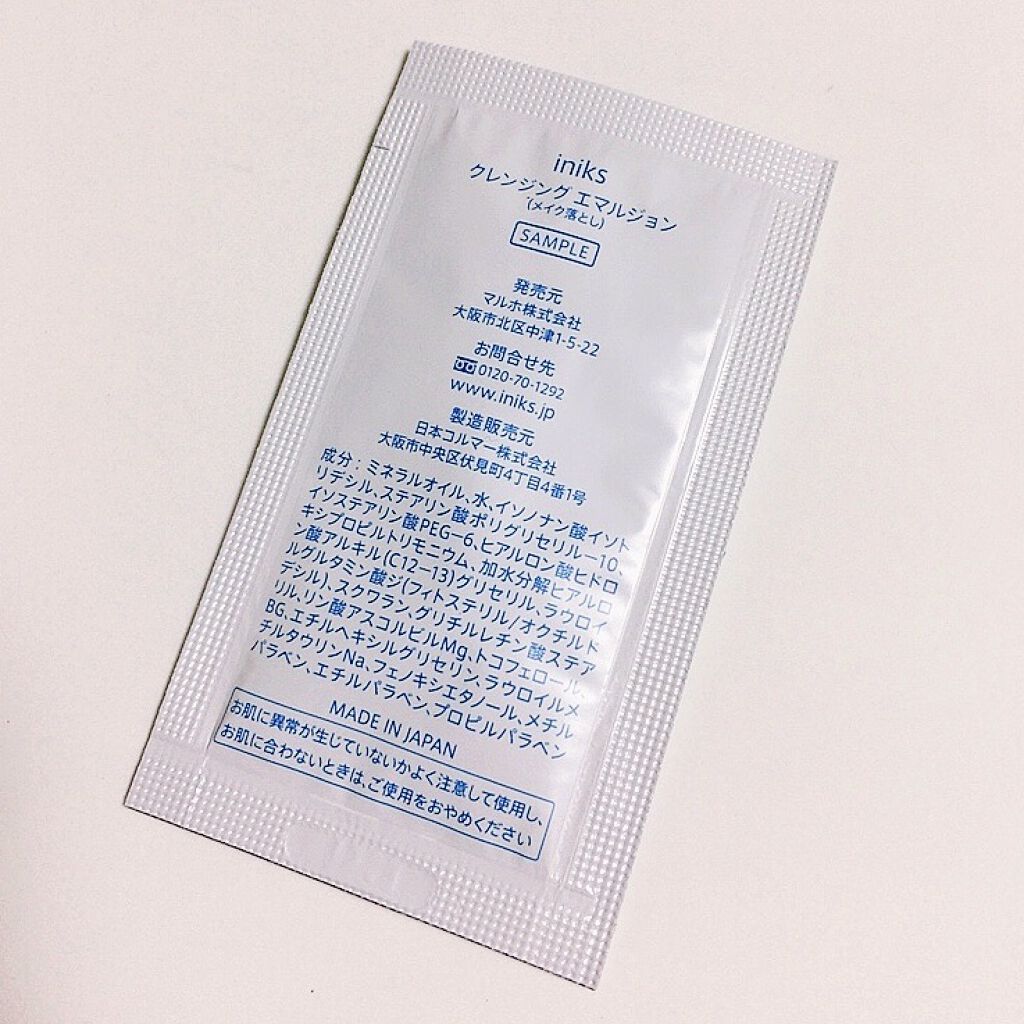 iniks
クレンジング エマルジョン
(メイク落とし)
SAMPLE
発売元
マルホ株式会社
大阪市北区中津1-5-22
お問合せ先
0120-70-1292
www.iniks.jp
製造販売元
日本コルマー株式会社
大阪市中央区伏見町4丁目4番1号
成分：ミネラルオイル、水、イソノナン酸イソト
リデシル、ステアリン酸ポリグリセリル－10、
イソステアリン酸PEG－6、ヒアルロン酸ヒドロ
キシプロピルトリモニウム、加水分解ヒアルロ
ン酸アルキル(C12－13)グリセリル、ラウロイ
ルグルタミン酸ジ(フィトステリル/オクチルド
デシル)、スクワラン、グリチルレチン酸ステア
リル、リン酸アスコルビルMg、トコフェロール、
BG、エチルヘキシルグリセリン、ラウロイルメ
チルタウリンNa、フェノキシエタノール、メチル
パラベン、エチルパラベン、プロピルパラベン
MADE IN JAPAN
お肌に異常が生じていないかよく注意して使用し、
お肌に合わないときは、ご使用をおやめください